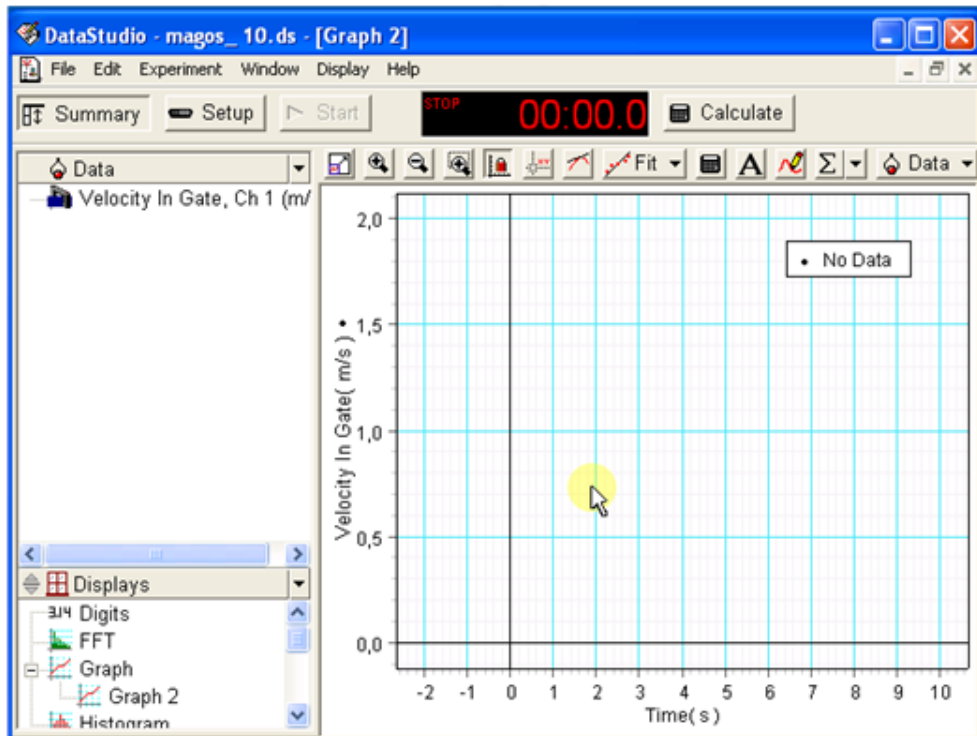 DataStudio - magos_ 10.ds - [Graph 2]
File Edit Experiment Window Display Help
Summary Setup Start STOP 00:00.0 Calculate
Data
Fit A Σ Data
Velocity In Gate, Ch 1 (m/
No Data
2,0
1,5
1,0
0,5
0,0
Velocity In Gate( m/s )
-2 -1 0 1 2 3 4 5 6 7 8 9 10
Time( s )
Displays
3.14 Digits
FFT
Graph
Graph 2
Histogram